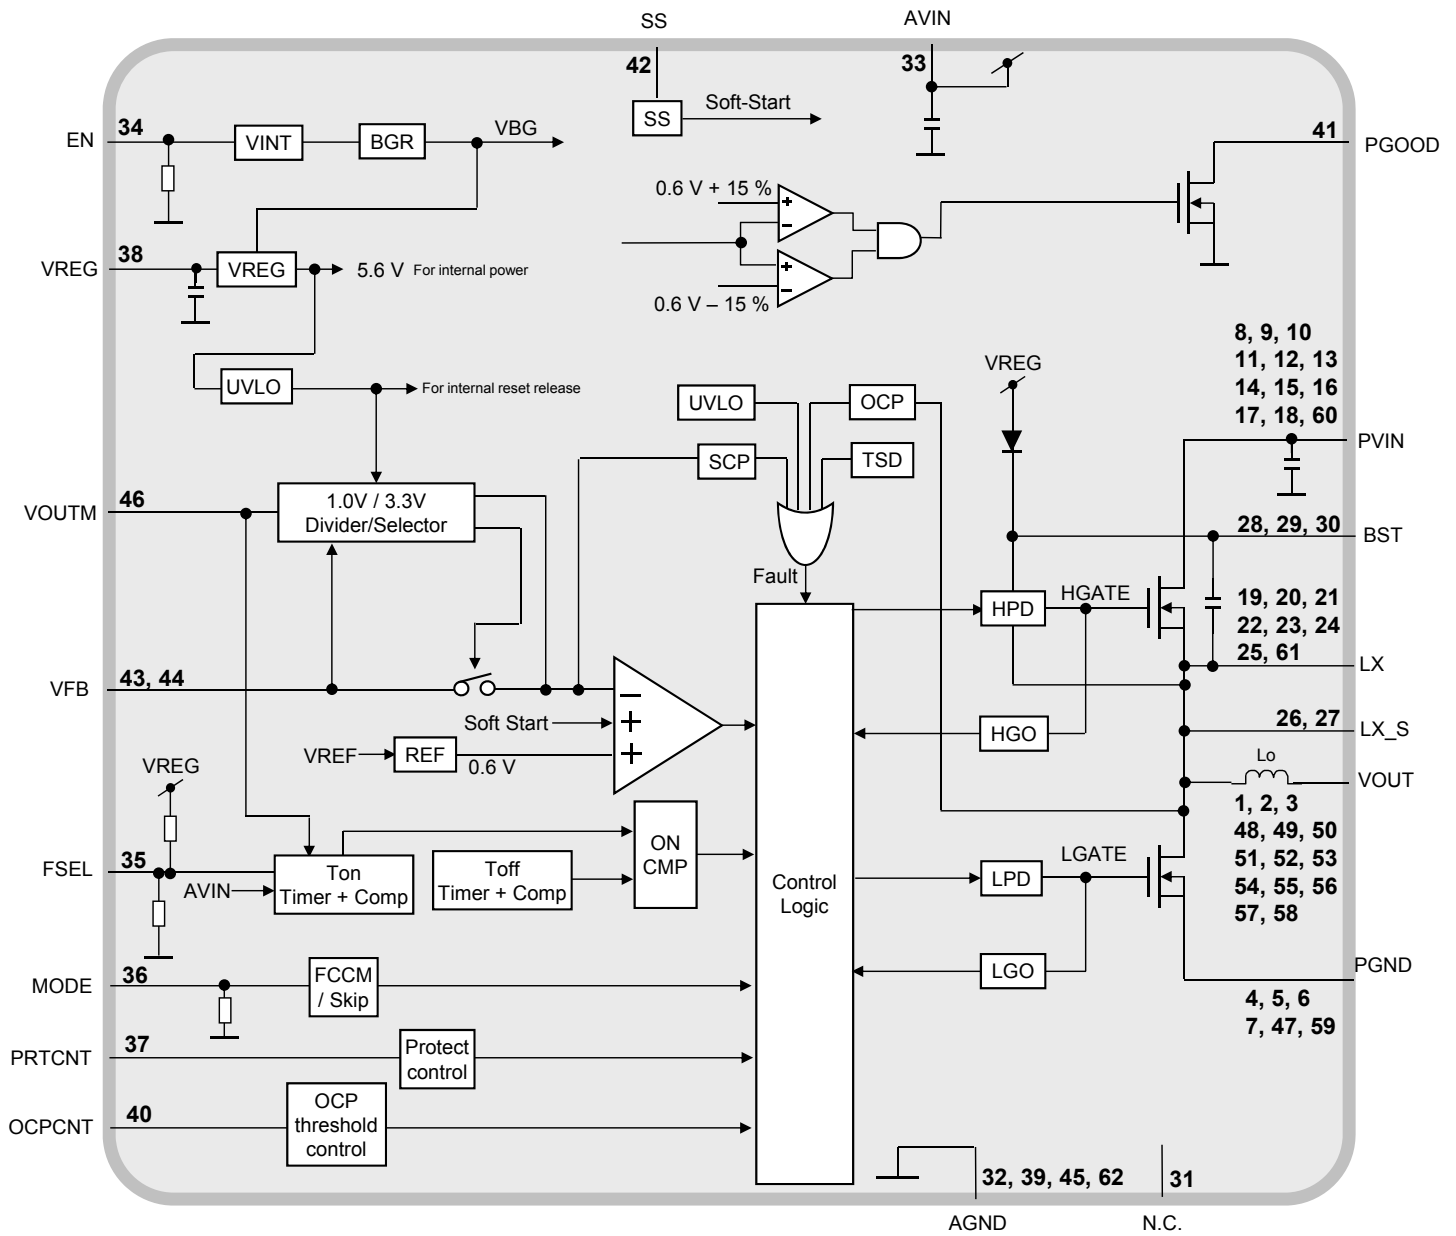 SS
AVIN
42
33
SS
Soft-Start
EN
34
VINT
BGR
VBG
41
PGOOD
0.6 V + 15 %
+
−
+
−
0.6 V – 15 %
VREG
38
VREG
5.6 V
For internal power
8, 9, 10
11, 12, 13
14, 15, 16
17, 18, 60
VREG
UVLO
For internal reset release
UVLO
OCP
PVIN
SCP
TSD
VOUTM
46
1.0V / 3.3V
Divider/Selector
28, 29, 30
BST
Fault
HPD
HGATE
19, 20, 21
22, 23, 24
25, 61
LX
VFB
43, 44
−
Soft Start
+
VREF
REF
0.6 V
+
HGO
26, 27
LX_S
VREG
Lo
VOUT
1, 2, 3
48, 49, 50
51, 52, 53
54, 55, 56
57, 58
FSEL
35
AVIN
Ton
Timer + Comp
Toff
Timer + Comp
ON
CMP
Control
Logic
LPD
LGATE
MODE
36
FCCM
/ Skip
LGO
PGND
4, 5, 6
7, 47, 59
PRTCNT
37
Protect
control
OCPCNT
40
OCP
threshold
control
32, 39, 45, 62
31
AGND
N.C.